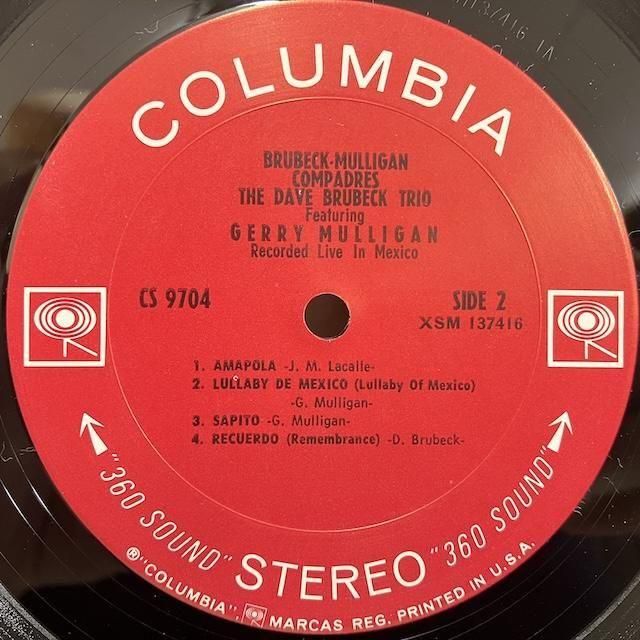 COLUMBIA
BRUBECK-MULLIGAN
COMPADRES
THE DAVE BRUBECK TRIO
Featuring
GERRY MULLIGAN
Recorded Live In Mexico
CS 9704
SIDE 2
XSM 137416
1. AMAPOLA -J. M. Lacalle-
2. LULLABY DE MEXICO (Lullaby Of Mexico)
-G. Mulligan-
3. SAPITO -G. Mulligan-
4. RECUERDO (Remembrance) -D. Brubeck-
"360 SOUND" STEREO "360 SOUND"
® "COLUMBIA", MARCAS REG. PRINTED IN U.S.A.